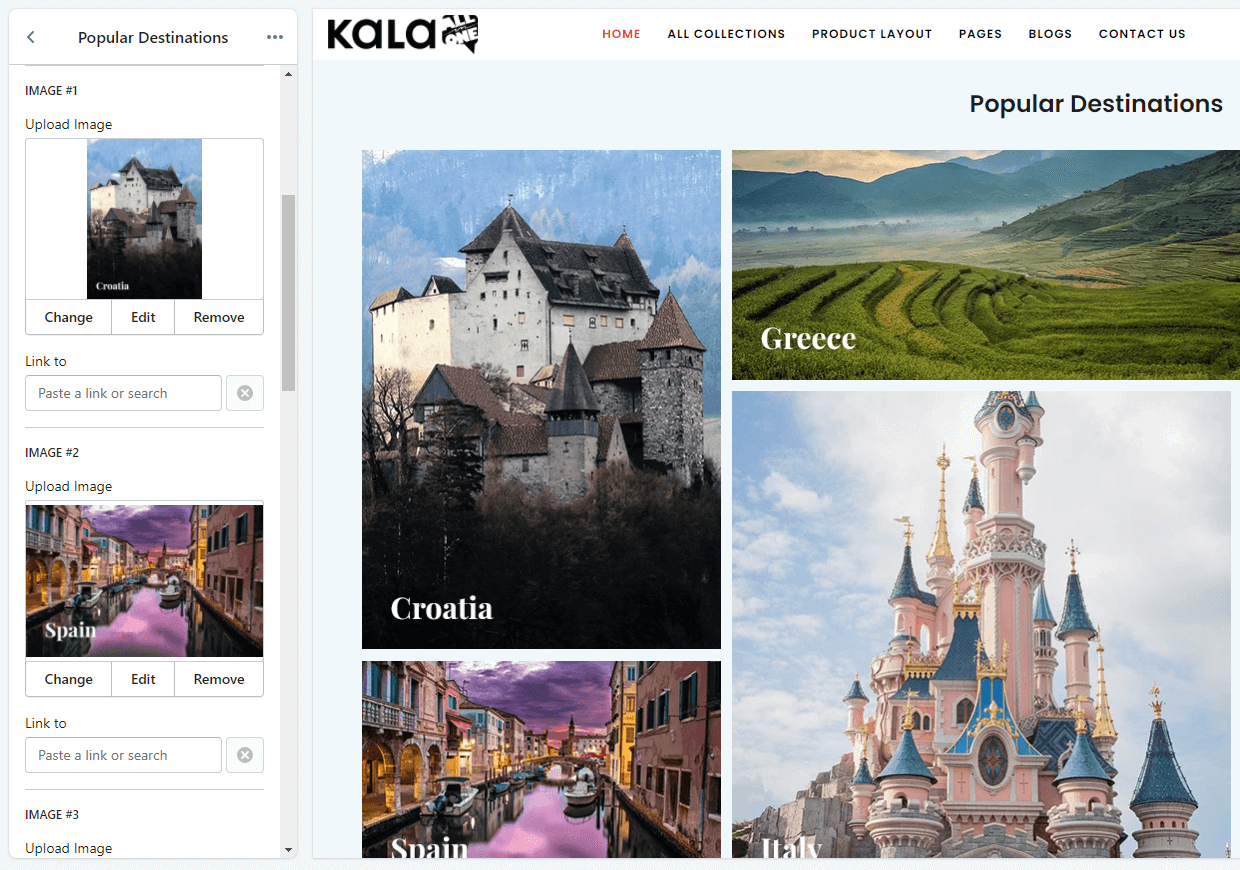 Popular Destinations
IMAGE #1
Upload Image
Croatia
Change Edit Remove
Link to
Paste a link or search
IMAGE #2
Upload Image
Spain
Change Edit Remove
Link to
Paste a link or search
IMAGE #3
Upload Image
KALA ALL IN ONE
HOME ALL COLLECTIONS PRODUCT LAYOUT PAGES BLOGS CONTACT US
Popular Destinations
Croatia
Greece
Spain
Italy